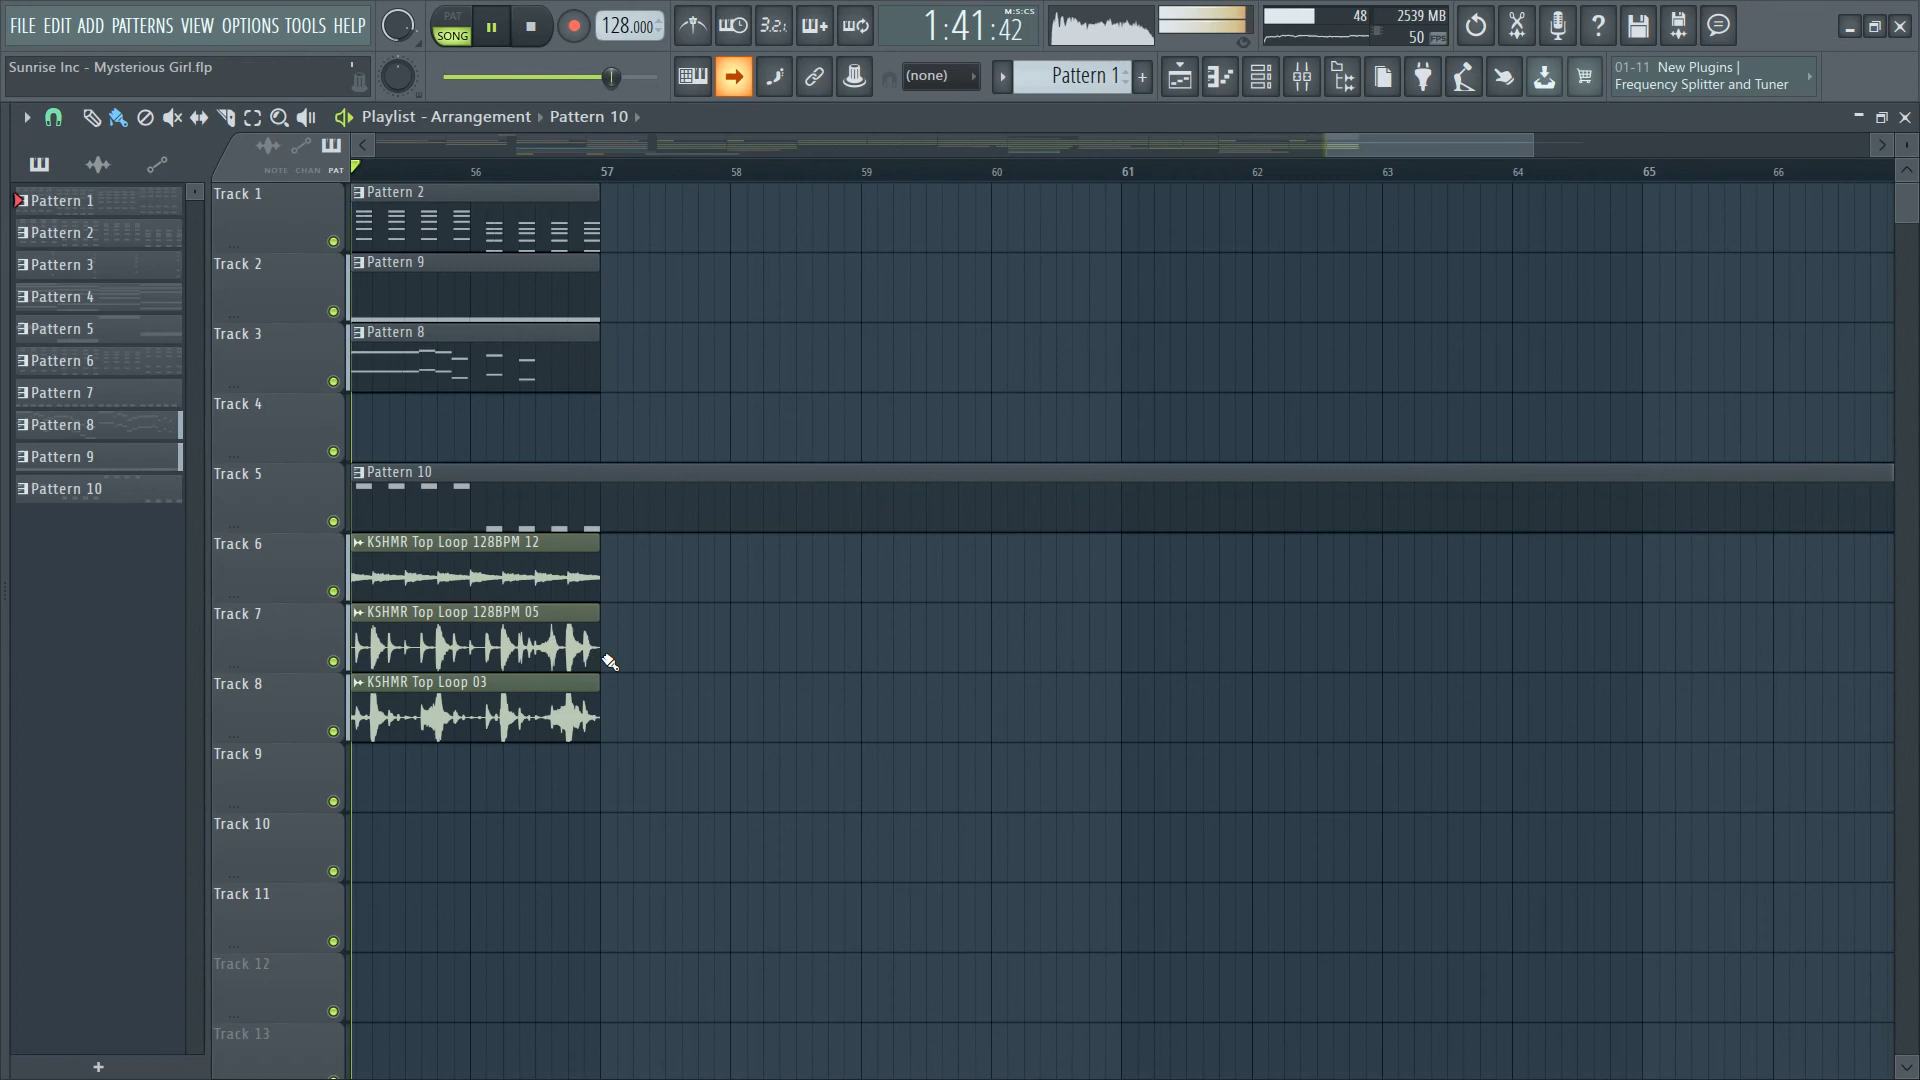 FILE EDIT ADD PATTERNS VIEW OPTIONS TOOLS HELP
PAT
SONG
128.000
3.2.1
1:41:42
M:S:CS
48
2539 MB
50 FPS
Sunrise Inc - Mysterious Girl.flp
(none)
Pattern 1
+
01-11 New Plugins |
Frequency Splitter and Tuner
Playlist - Arrangement › Pattern 10 ›
NOTE CHAN PAT
56 57 58 59 60 61 62 63 64 65 66
Pattern 1
Pattern 2
Pattern 3
Pattern 4
Pattern 5
Pattern 6
Pattern 7
Pattern 8
Pattern 9
Pattern 10
+
Track 1
Pattern 2
Track 2
Pattern 9
Track 3
Pattern 8
Track 4
Track 5
Pattern 10
Track 6
KSHMR Top Loop 128BPM 12
Track 7
KSHMR Top Loop 128BPM 05
Track 8
KSHMR Top Loop 03
Track 9
Track 10
Track 11
Track 12
Track 13